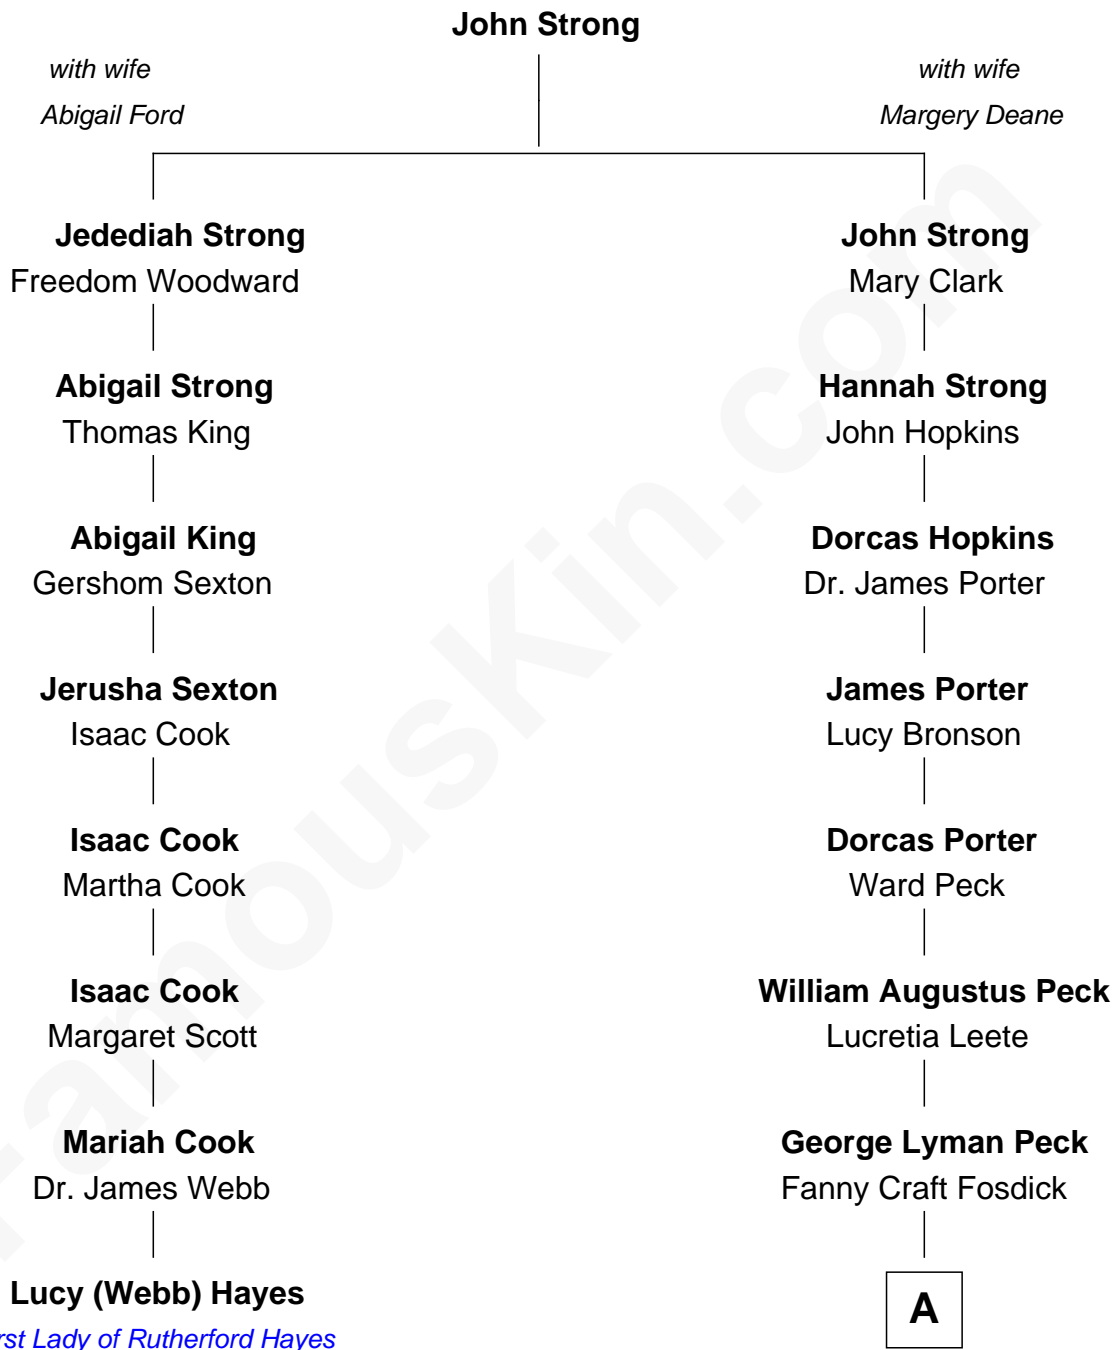 John Strong
with wife
Abigail Ford
with wife
Margery Deane
Jedediah Strong
Freedom Woodward
John Strong
Mary Clark
Abigail Strong
Thomas King
Hannah Strong
John Hopkins
Abigail King
Gershom Sexton
Dorcas Hopkins
Dr. James Porter
Jerusha Sexton
Isaac Cook
James Porter
Lucy Bronson
Isaac Cook
Martha Cook
Dorcas Porter
Ward Peck
Isaac Cook
Margaret Scott
William Augustus Peck
Lucretia Leete
Mariah Cook
Dr. James Webb
George Lyman Peck
Fanny Craft Fosdick
Lucy (Webb) Hayes
rst Lady of Rutherford Hayes
A
FamousKin.com